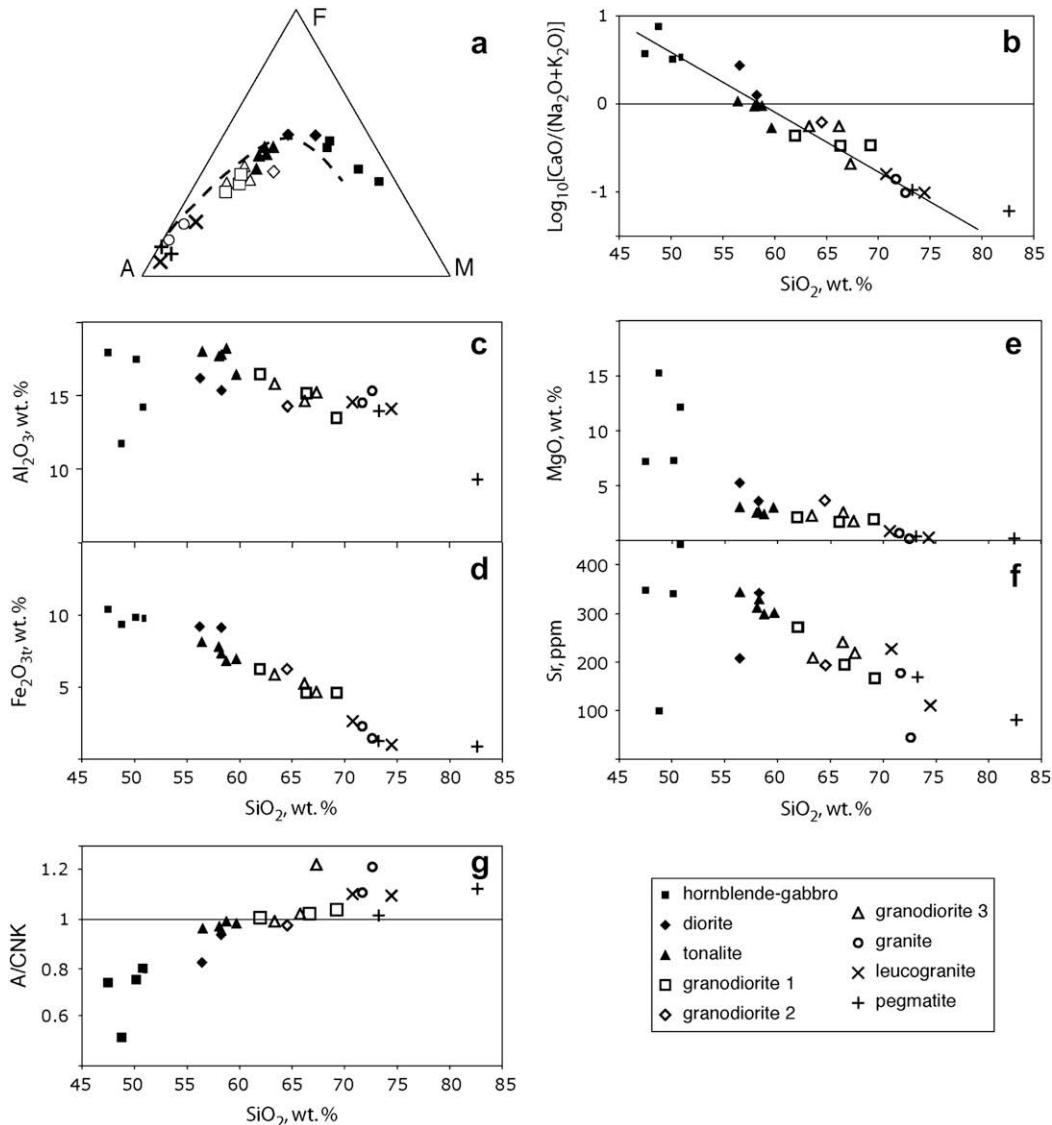 a
F
A
M
b
Log₁₀[CaO/(Na₂O+K₂O)]
1
0
-1
45 50 55 60 65 70 75 80 85
SiO₂, wt. %
c
Al₂O₃, wt. %
15
10
d
Fe₂O₃t, wt. %
10
5
45 50 55 60 65 70 75 80 85
SiO₂, wt. %
e
MgO, wt. %
15
10
5
f
Sr, ppm
400
300
200
100
45 50 55 60 65 70 75 80 85
SiO₂, wt. %
g
A/CNK
1.2
1
0.8
0.6
45 50 55 60 65 70 75 80 85
SiO₂, wt. %
hornblende-gabbro
diorite
tonalite
granodiorite 1
granodiorite 2
granodiorite 3
granite
leucogranite
pegmatite